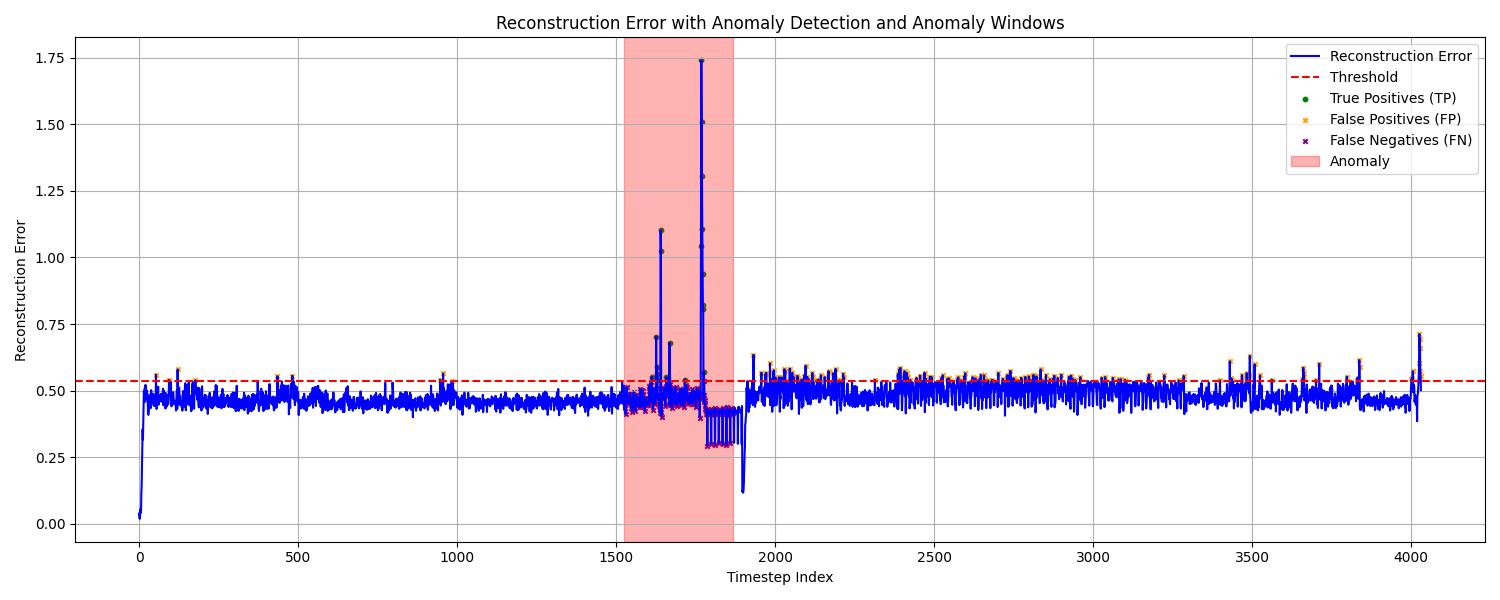 Reconstruction Error with Anomaly Detection and Anomaly Windows
Reconstruction Error
1.75
1.50
1.25
1.00
0.75
0.50
0.25
0.00
Reconstruction Error
Threshold
True Positives (TP)
False Positives (FP)
False Negatives (FN)
Anomaly
0 500 1000 1500 2000 2500 3000 3500 4000
Timestep Index